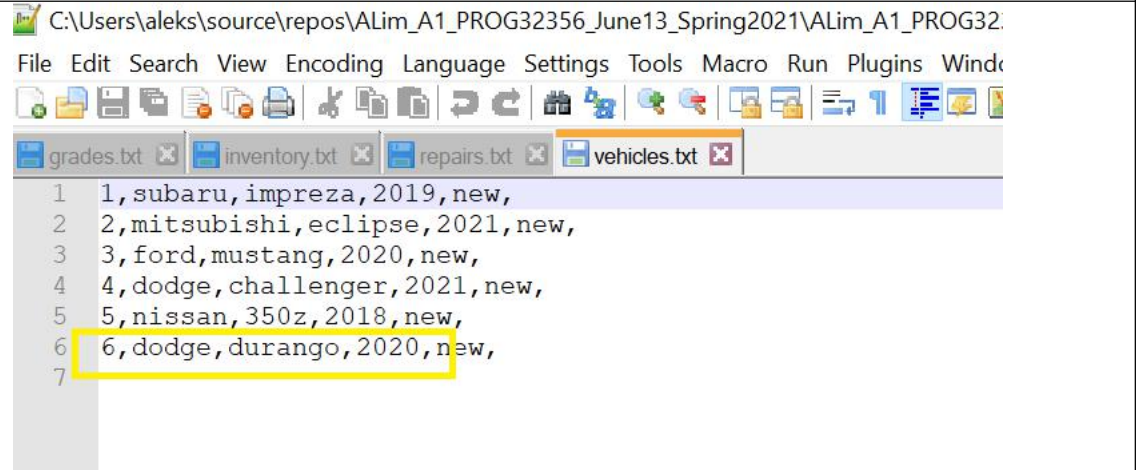 C:\Users\aleks\source\repos\ALim_A1_PROG32356_June13_Spring2021\ALim_A1_PROG32
File Edit Search View Encoding Language Settings Tools Macro Run Plugins
grades.txt inventory.txt repairs.txt vehicles.txt
1 1,subaru,impreza,2019,new,
2 2,mitsubishi,eclipse,2021,new,
3 3,ford,mustang,2020,new,
4 4,dodge,challenger,2021,new,
5 5,nissan,350z,2018,new,
6 6,dodge,durango,2020,new,
7